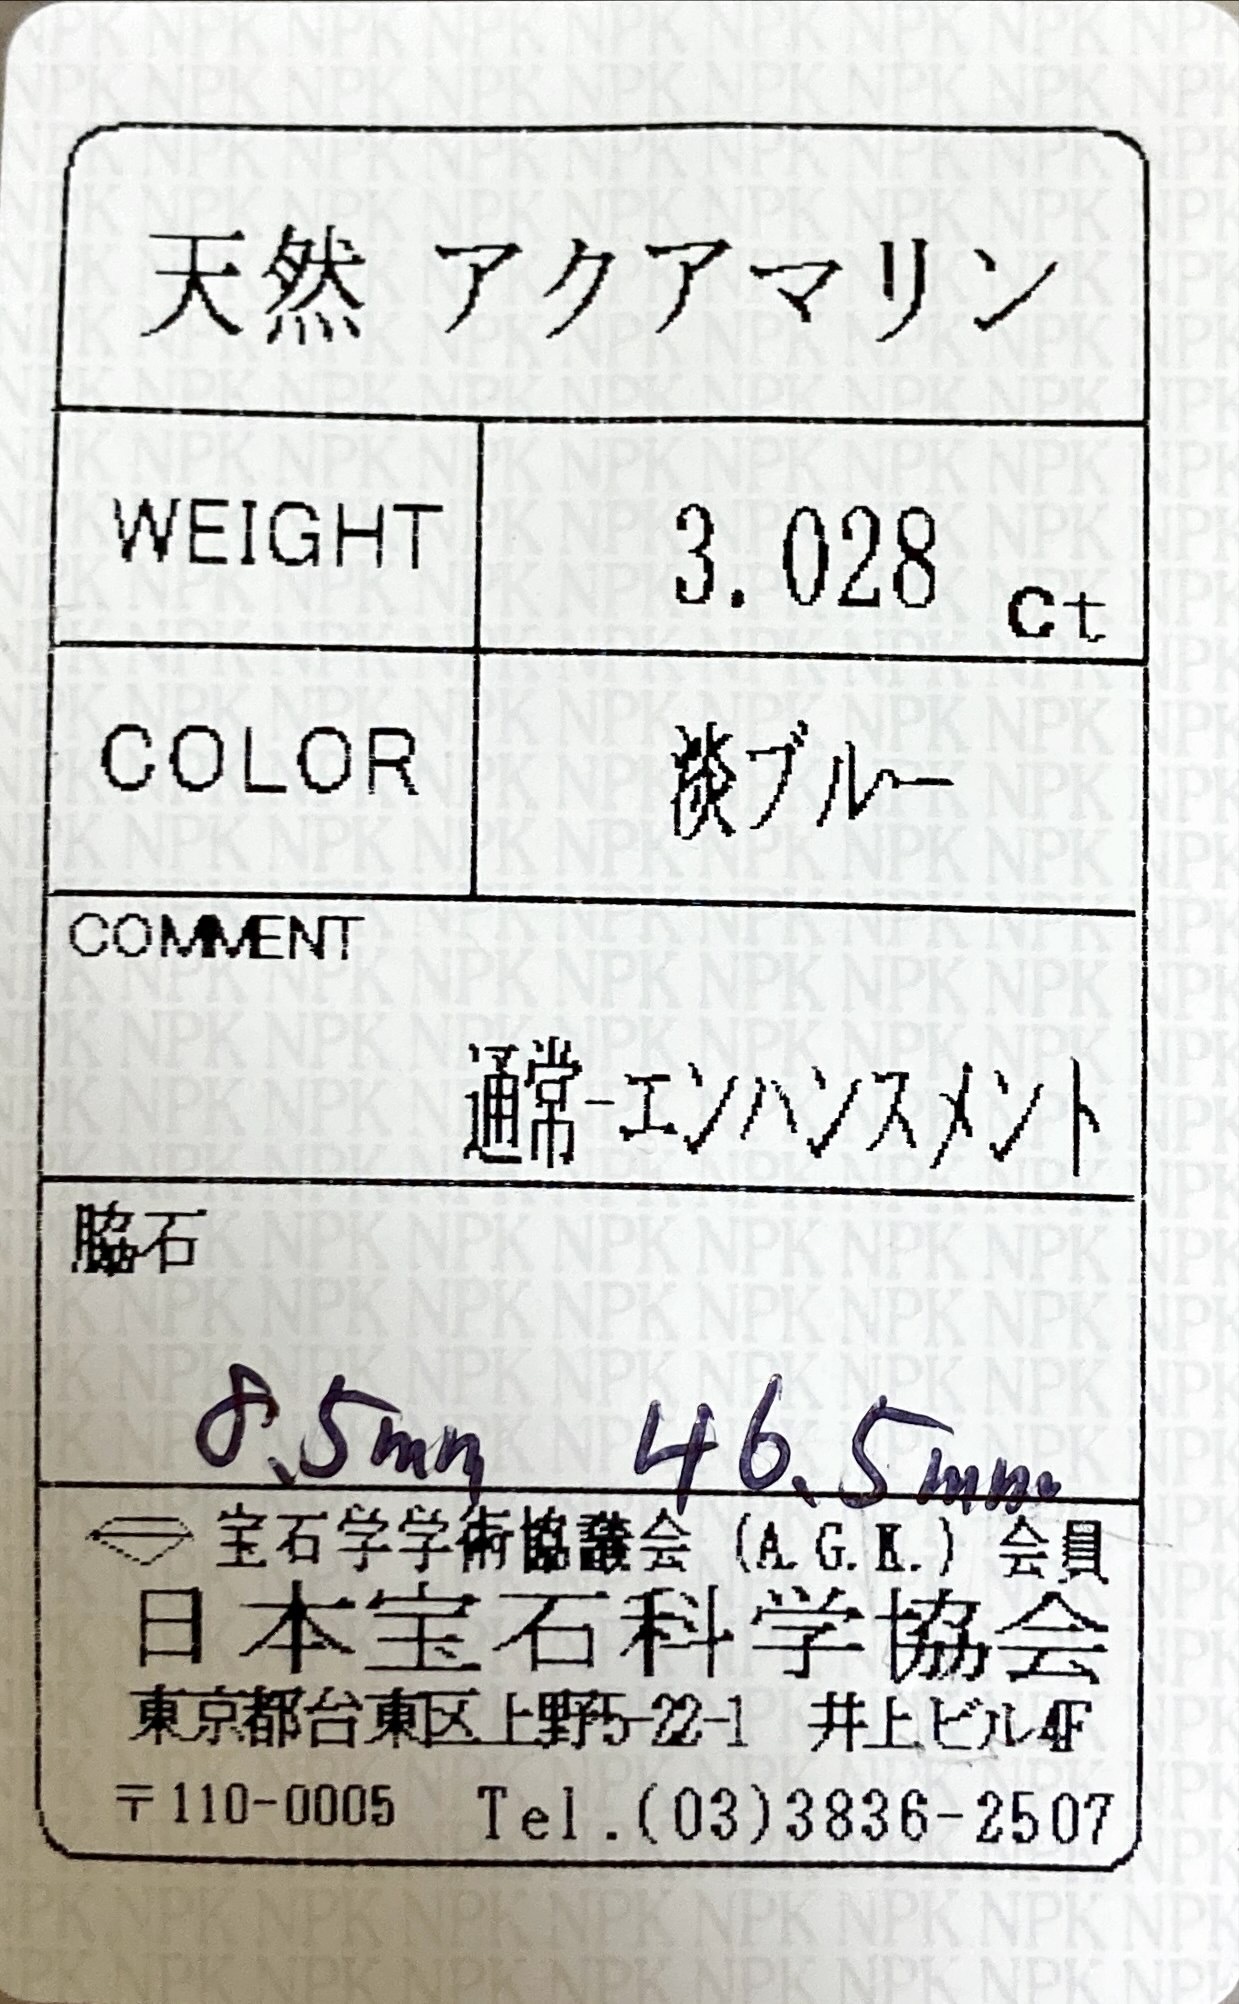 天然 アクアマリン
WEIGHT 3.028 ct
COLOR 淡ブルー
COMMENT
通常-エンハンスメント
脇石
8.5mm 46.5mm
宝石学学術協議会 (A.G.K.) 会員
日本宝石科学協会
東京都台東区上野5-22-1 井上ビル4F
〒110-0005 Tel.(03)3836-2507